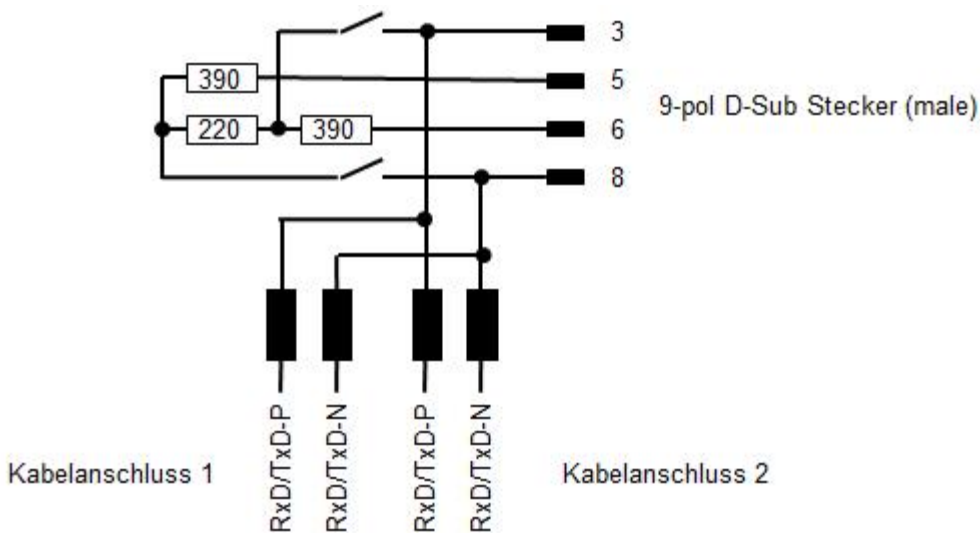 3
390
5
9-pol D-Sub Stecker (male)
220
390
6
8
RxD/TxD-P
RxD/TxD-N
RxD/TxD-P
RxD/TxD-N
Kabelanschluss 1
Kabelanschluss 2